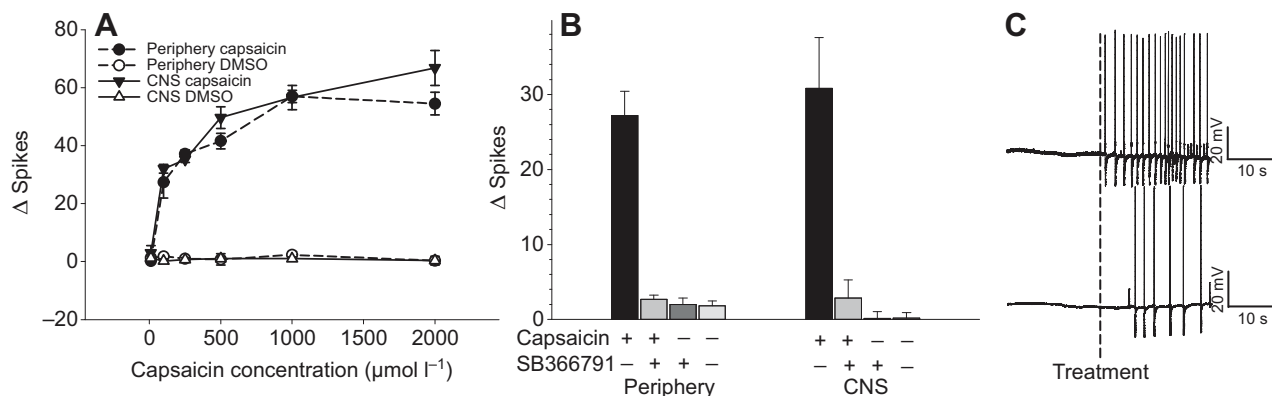 A
80
60
40
20
0
–20
Δ Spikes
Periphery capsaicin
Periphery DMSO
CNS capsaicin
CNS DMSO
0 500 1000 1500 2000
Capsaicin concentration (µmol l–1)
B
30
20
10
0
Δ Spikes
Capsaicin + + – – + + – –
SB366791 – + + – – + + –
Periphery CNS
C
20 mV
10 s
20 mV
10 s
Treatment